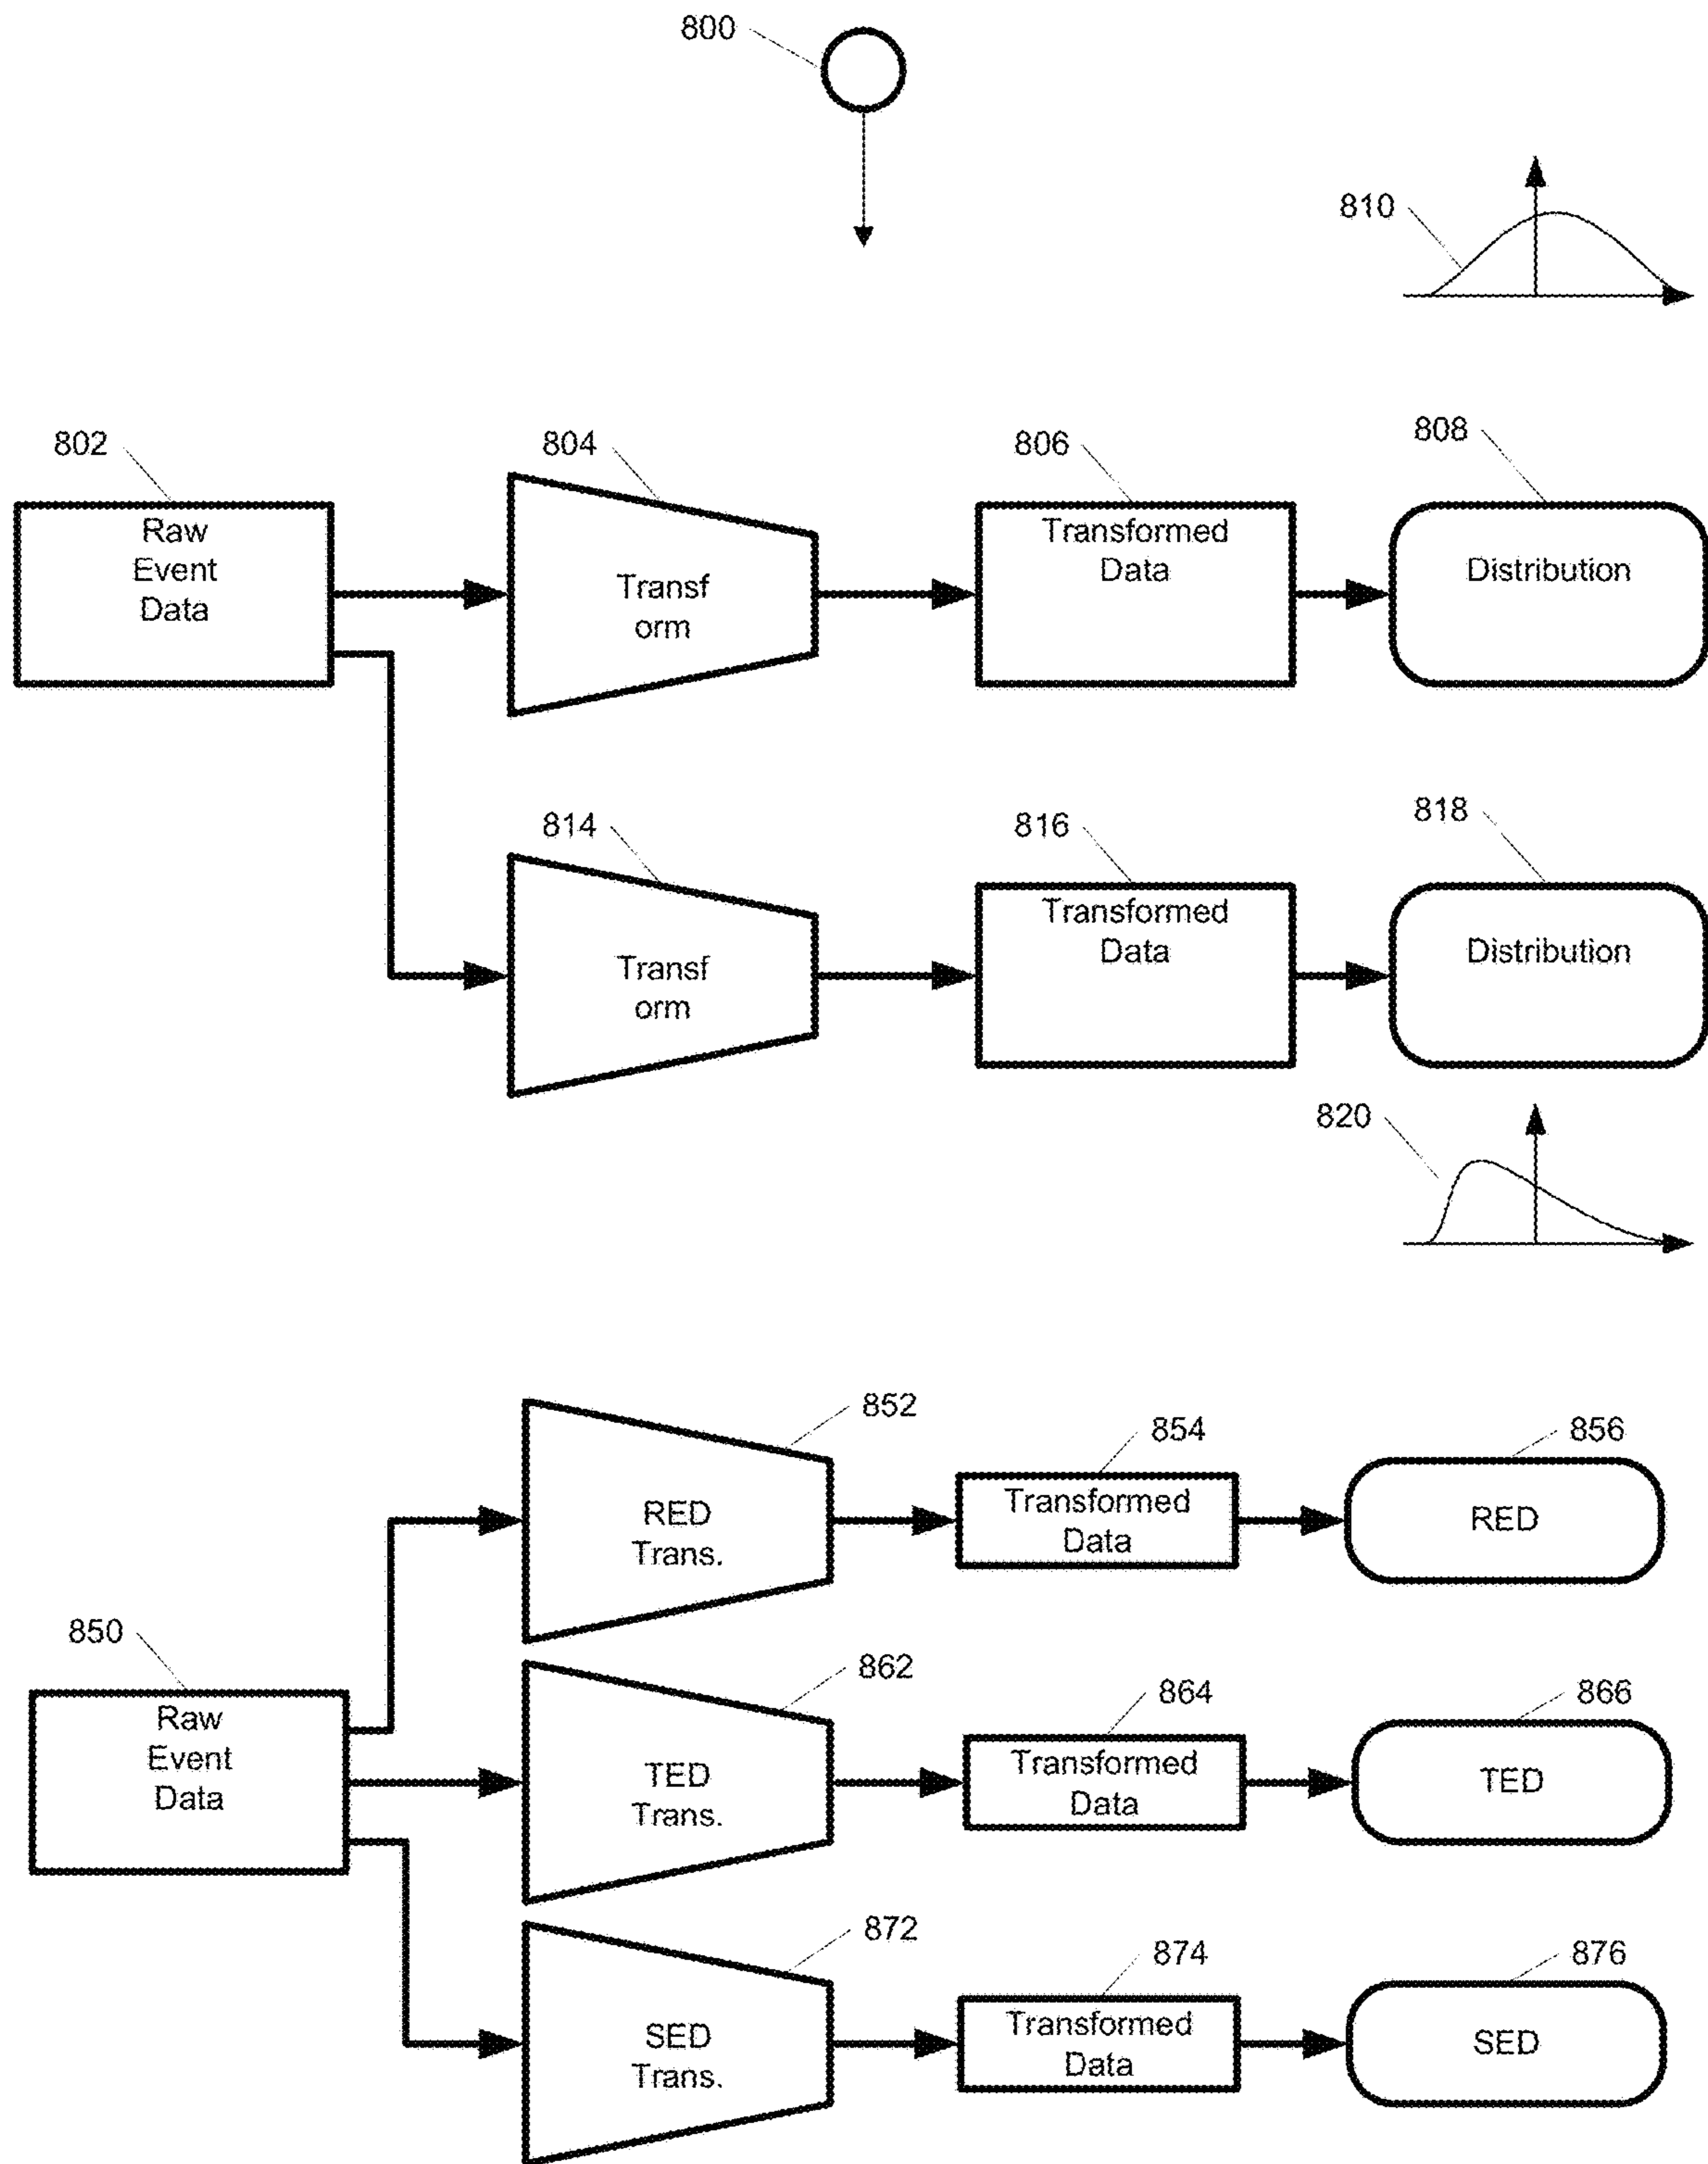 800
810
802
804
806
808
Raw
Event
Data
Transf
orm
Transformed
Data
Distribution
814
816
818
Transf
orm
Transformed
Data
Distribution
820
852
854
856
RED
Trans.
Transformed
Data
RED
850
Raw
Event
Data
862
864
866
TED
Trans.
Transformed
Data
TED
872
874
876
SED
Trans.
Transformed
Data
SED